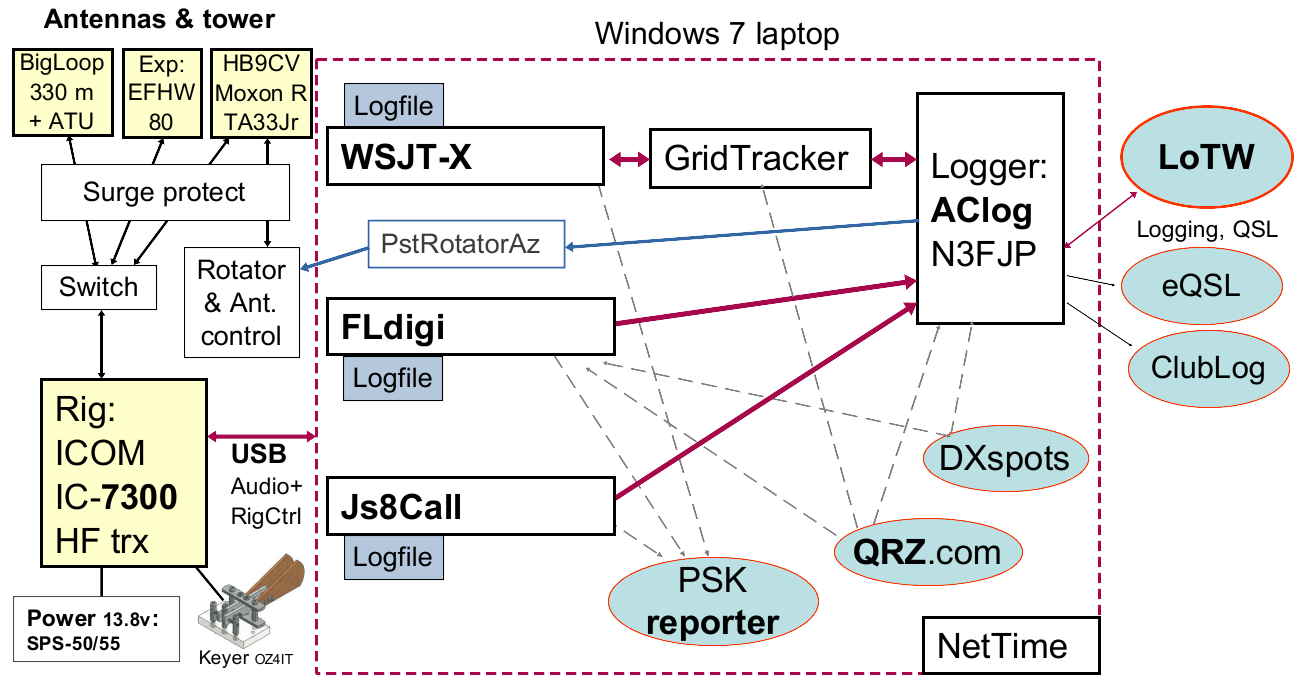 Antennas & tower
BigLoop
330 m
+ ATU
Exp:
EFHW
80
HB9CV
Moxon R
TA33Jr
Surge protect
Switch
Rotator
& Ant.
control
Rig:
ICOM
IC-7300
HF trx
Power 13.8v:
SPS-50/55
Keyer OZ4IT
USB
Audio+
RigCtrl
Windows 7 laptop
Logfile
WSJT-X
GridTracker
PstRotatorAz
FLdigi
Logfile
Js8Call
Logfile
Logger:
AClog
N3FJP
DXspots
QRZ.com
PSK
reporter
NetTime
LoTW
Logging, QSL
eQSL
ClubLog